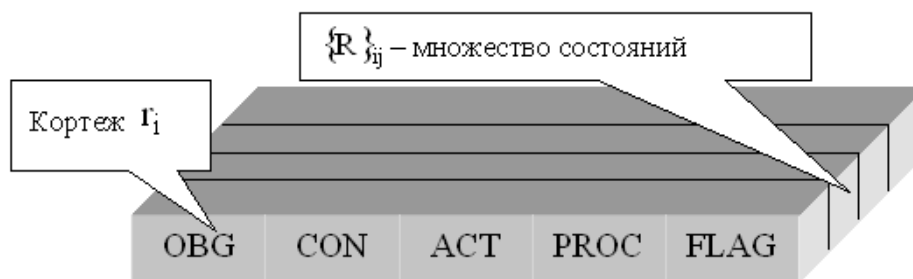 {R}ij – множество состояний
Кортеж ri
OBG CON ACT PROC FLAG